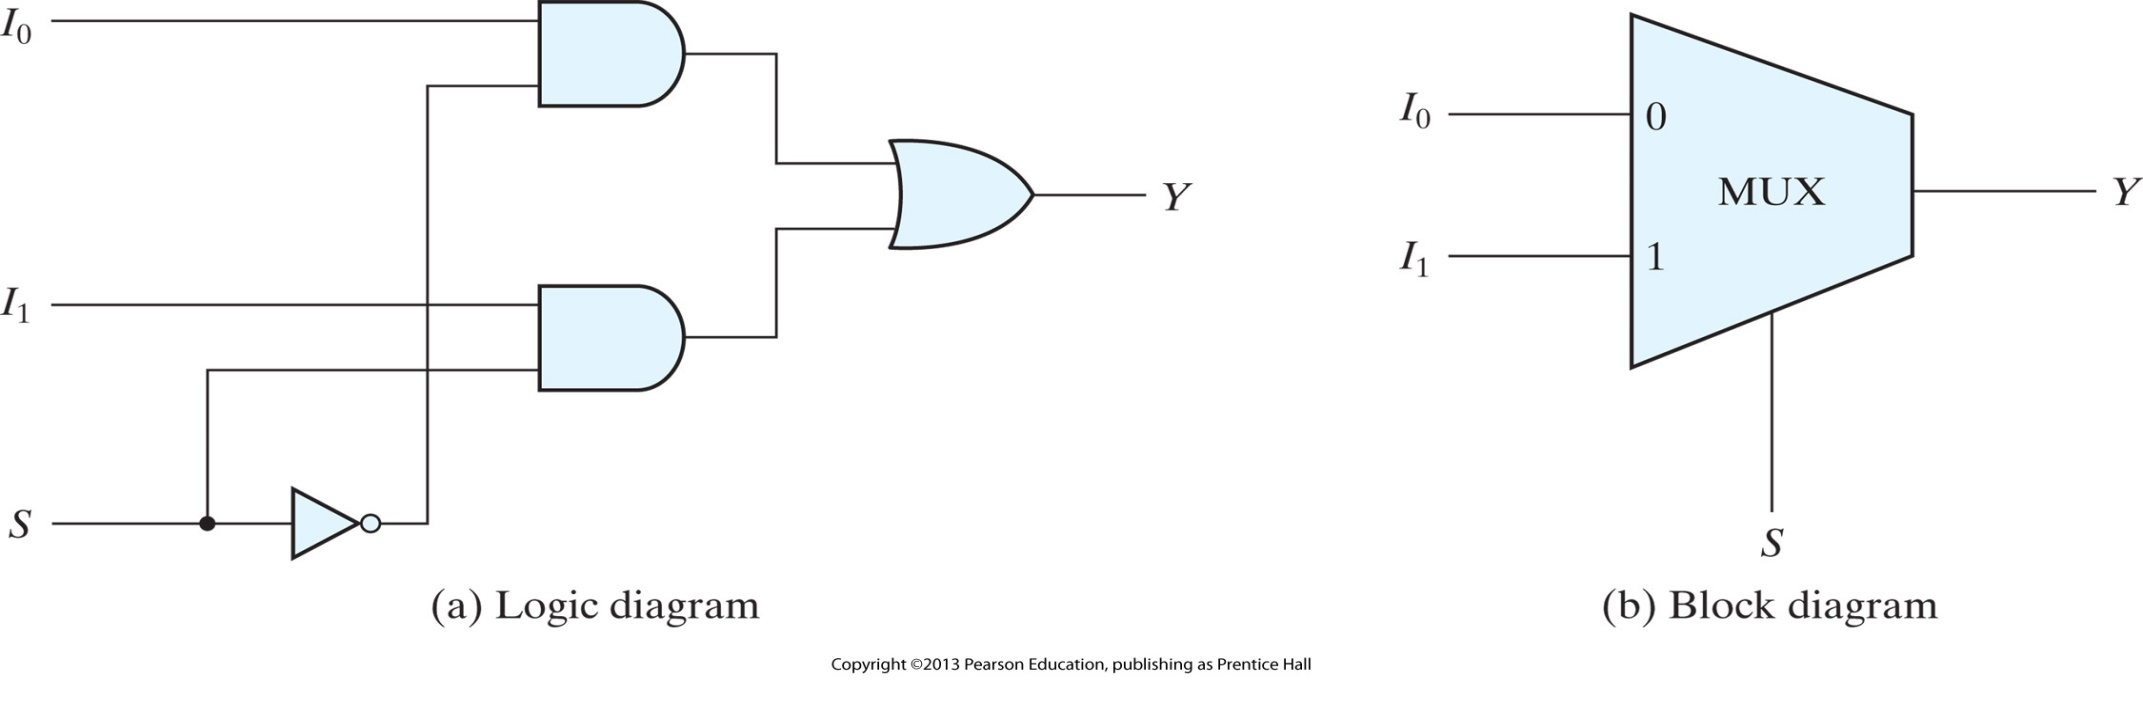 I₀
I₁
S
Y
(a) Logic diagram
I₀
I₁
0
1
MUX
Y
S
(b) Block diagram
Copyright ©2013 Pearson Education, publishing as Prentice Hall